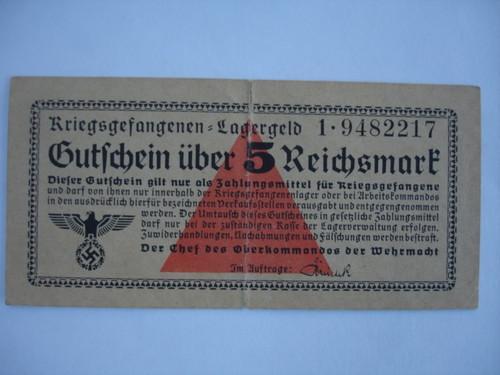 Kriegsgefangenen-Lagergeld 1·9482217
Gutschein über 5 Reichsmark
Dieser Gutschein gilt nur als Zahlungsmittel für Kriegsgefangene
und darf von ihnen nur innerhalb der Kriegsgefangenenlager oder bei Arbeitskommandos
in den ausdrücklich hierfür bezeichneten Verkaufsstellen verausgabt und entgegengenommen
werden. Der Umtausch dieses Gutscheines in gesetzliche Zahlungsmittel
darf nur bei der zuständigen Kasse der Lagerverwaltung erfolgen.
Zuwiderhandlungen, Nachahmungen und Fälschungen werden bestraft.
Der Chef des Oberkommandos der Wehrmacht
Im Auftrage: